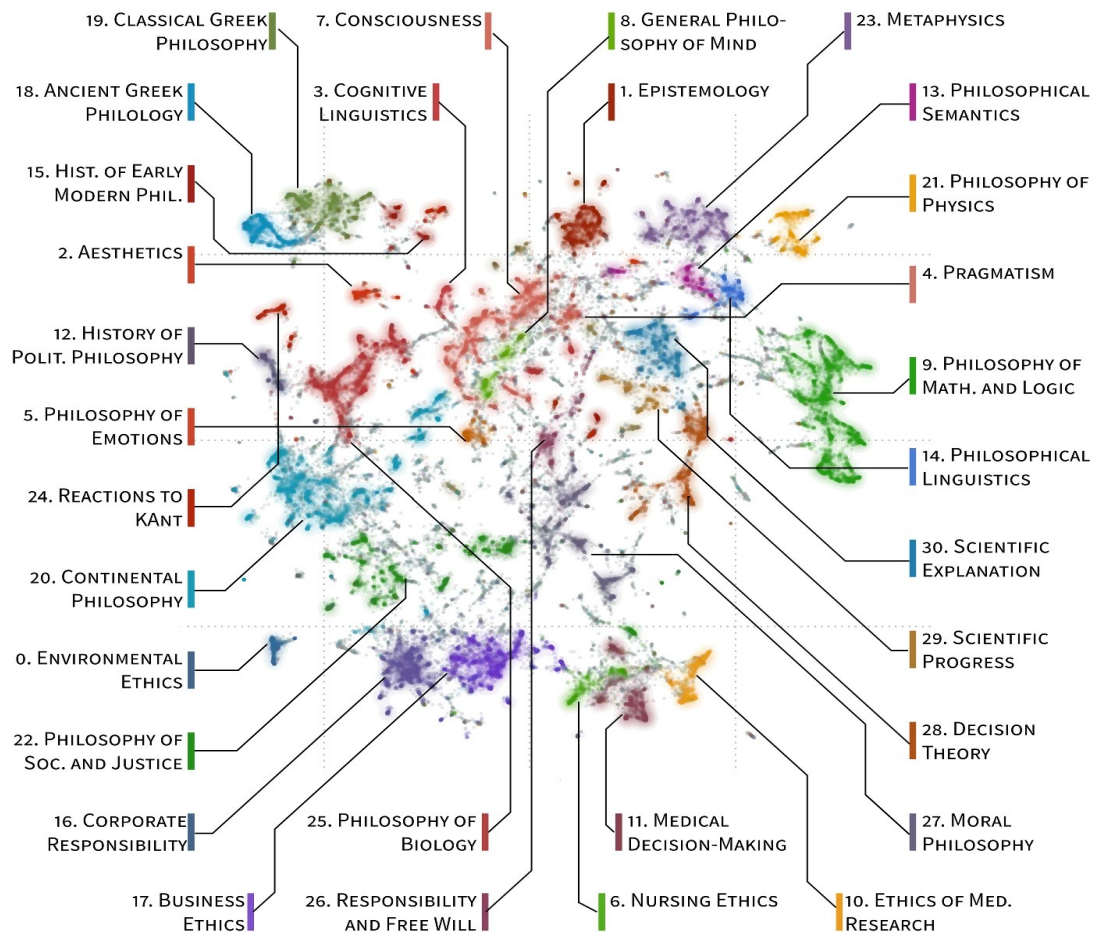 19. Classical Greek
Philosophy
7. Consciousness
8. General Philo-
sophy of Mind
23. Metaphysics
18. Ancient Greek
Philology
3. Cognitive
Linguistics
1. Epistemology
13. Philosophical
Semantics
15. Hist. of Early
Modern Phil.
21. Philosophy of
Physics
2. Aesthetics
4. Pragmatism
12. History of
Polit. Philosophy
9. Philosophy of
Math. and Logic
5. Philosophy of
Emotions
14. Philosophical
Linguistics
24. Reactions to
KAnt
30. Scientific
Explanation
20. Continental
Philosophy
29. Scientific
Progress
0. Environmental
Ethics
28. Decision
Theory
22. Philosophy of
Soc. and Justice
16. Corporate
Responsibility
25. Philosophy of
Biology
11. Medical
Decision-Making
27. Moral
Philosophy
17. Business
Ethics
26. Responsibility
and Free Will
6. Nursing Ethics
10. Ethics of Med.
Research